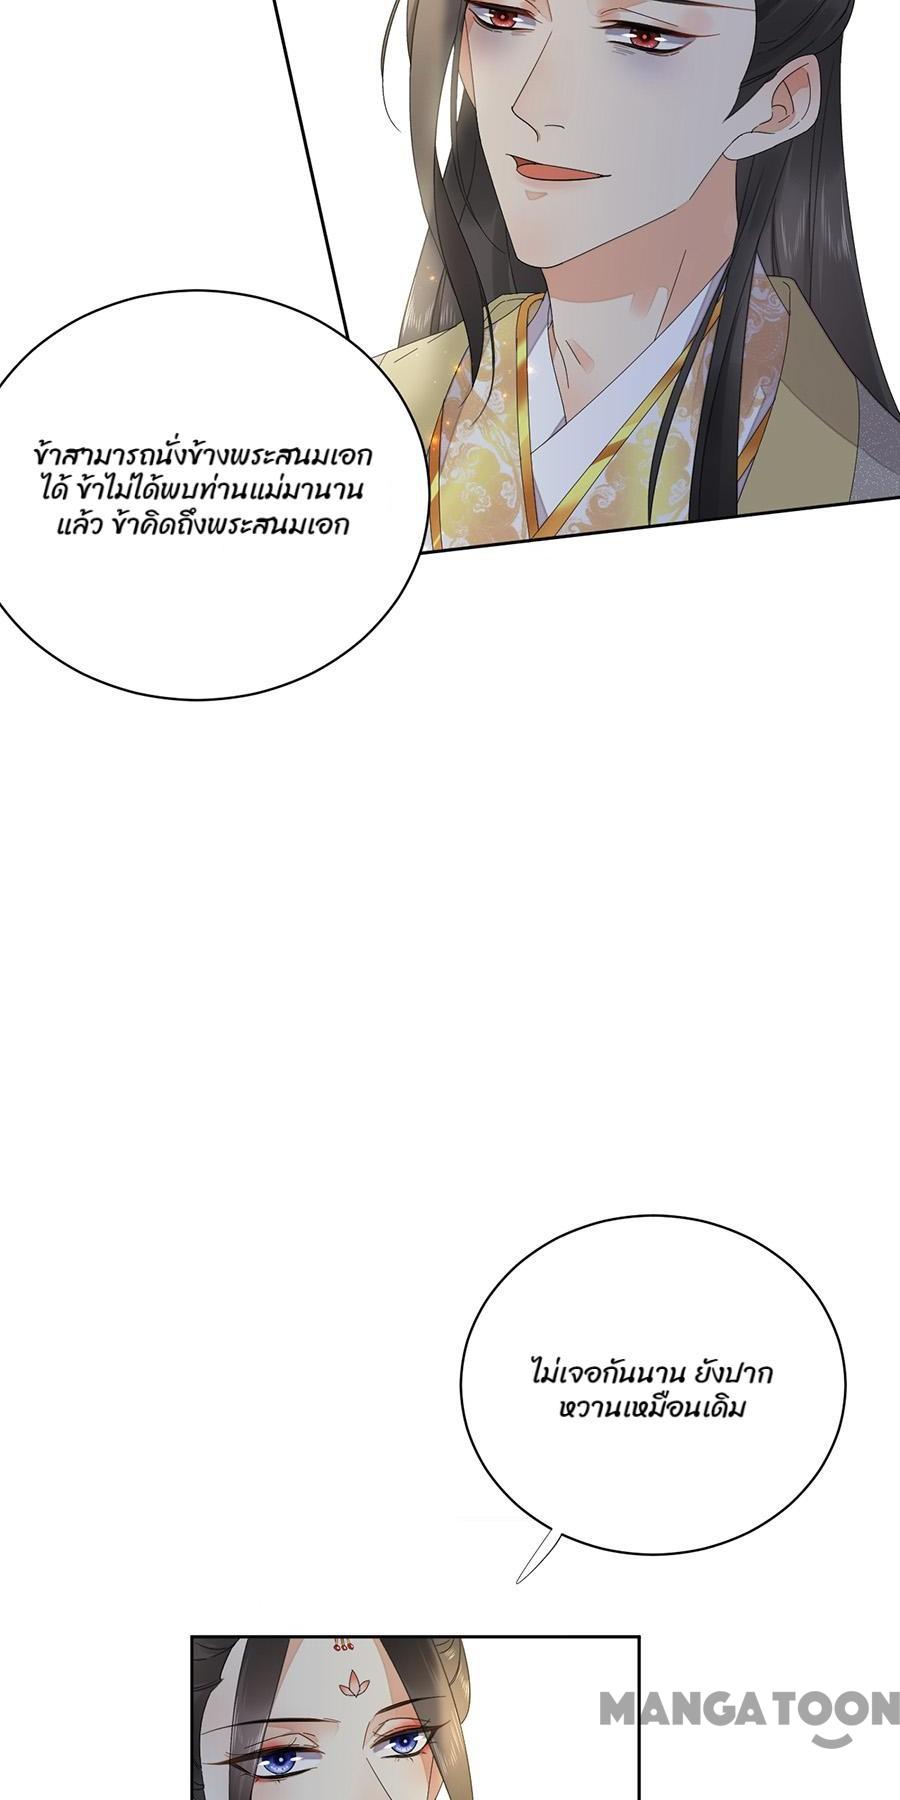 ข้าสามารถนั่งข้างพระสนมเอก
ได้ ข้าไม่ได้พบท่านแม่มานาน
แล้ว ข้าคิดถึงพระสนมเอก
ไม่เจอกันนาน ยังปาก
หวานเหมือนเดิม
MANGATOON